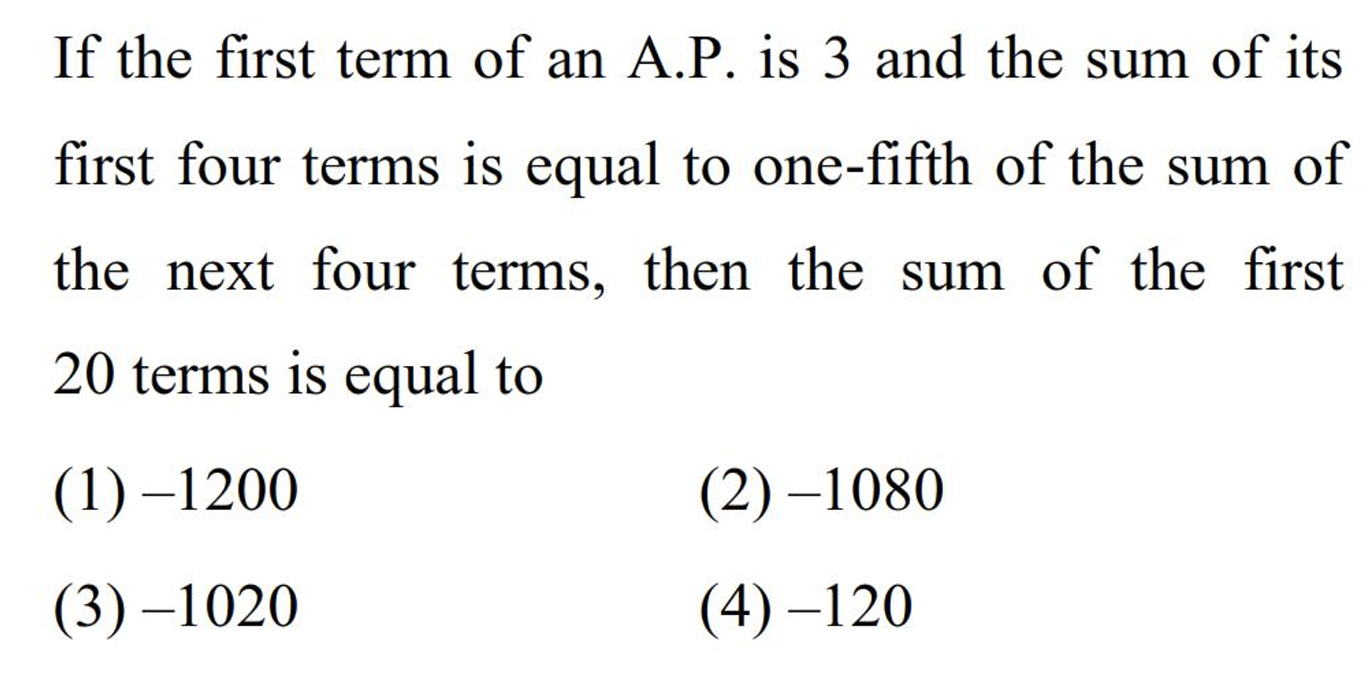 If the first term of an A.P. is 3 and the sum of its
first four terms is equal to one-fifth of the sum of
the next four terms, then the sum of the first
20 terms is equal to
(1) –1200 (2) –1080
(3) –1020 (4) –120